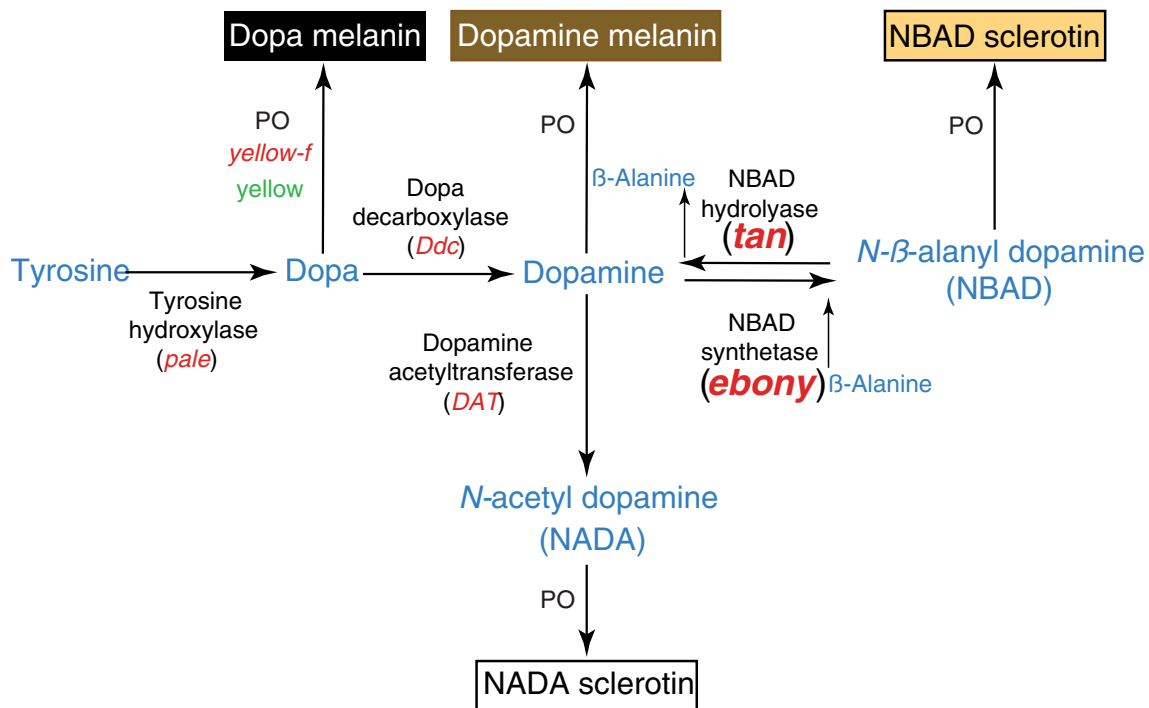 Dopa melanin
Dopamine melanin
NBAD sclerotin
PO
yellow-f
yellow
PO
PO
Dopa
decarboxylase
(Ddc)
ß-Alanine
NBAD
hydrolyase
(tan)
Tyrosine
Dopa
Dopamine
N-ß-alanyl dopamine
(NBAD)
Tyrosine
hydroxylase
(pale)
Dopamine
acetyltransferase
(DAT)
NBAD
synthetase
(ebony)
ß-Alanine
N-acetyl dopamine
(NADA)
PO
NADA sclerotin